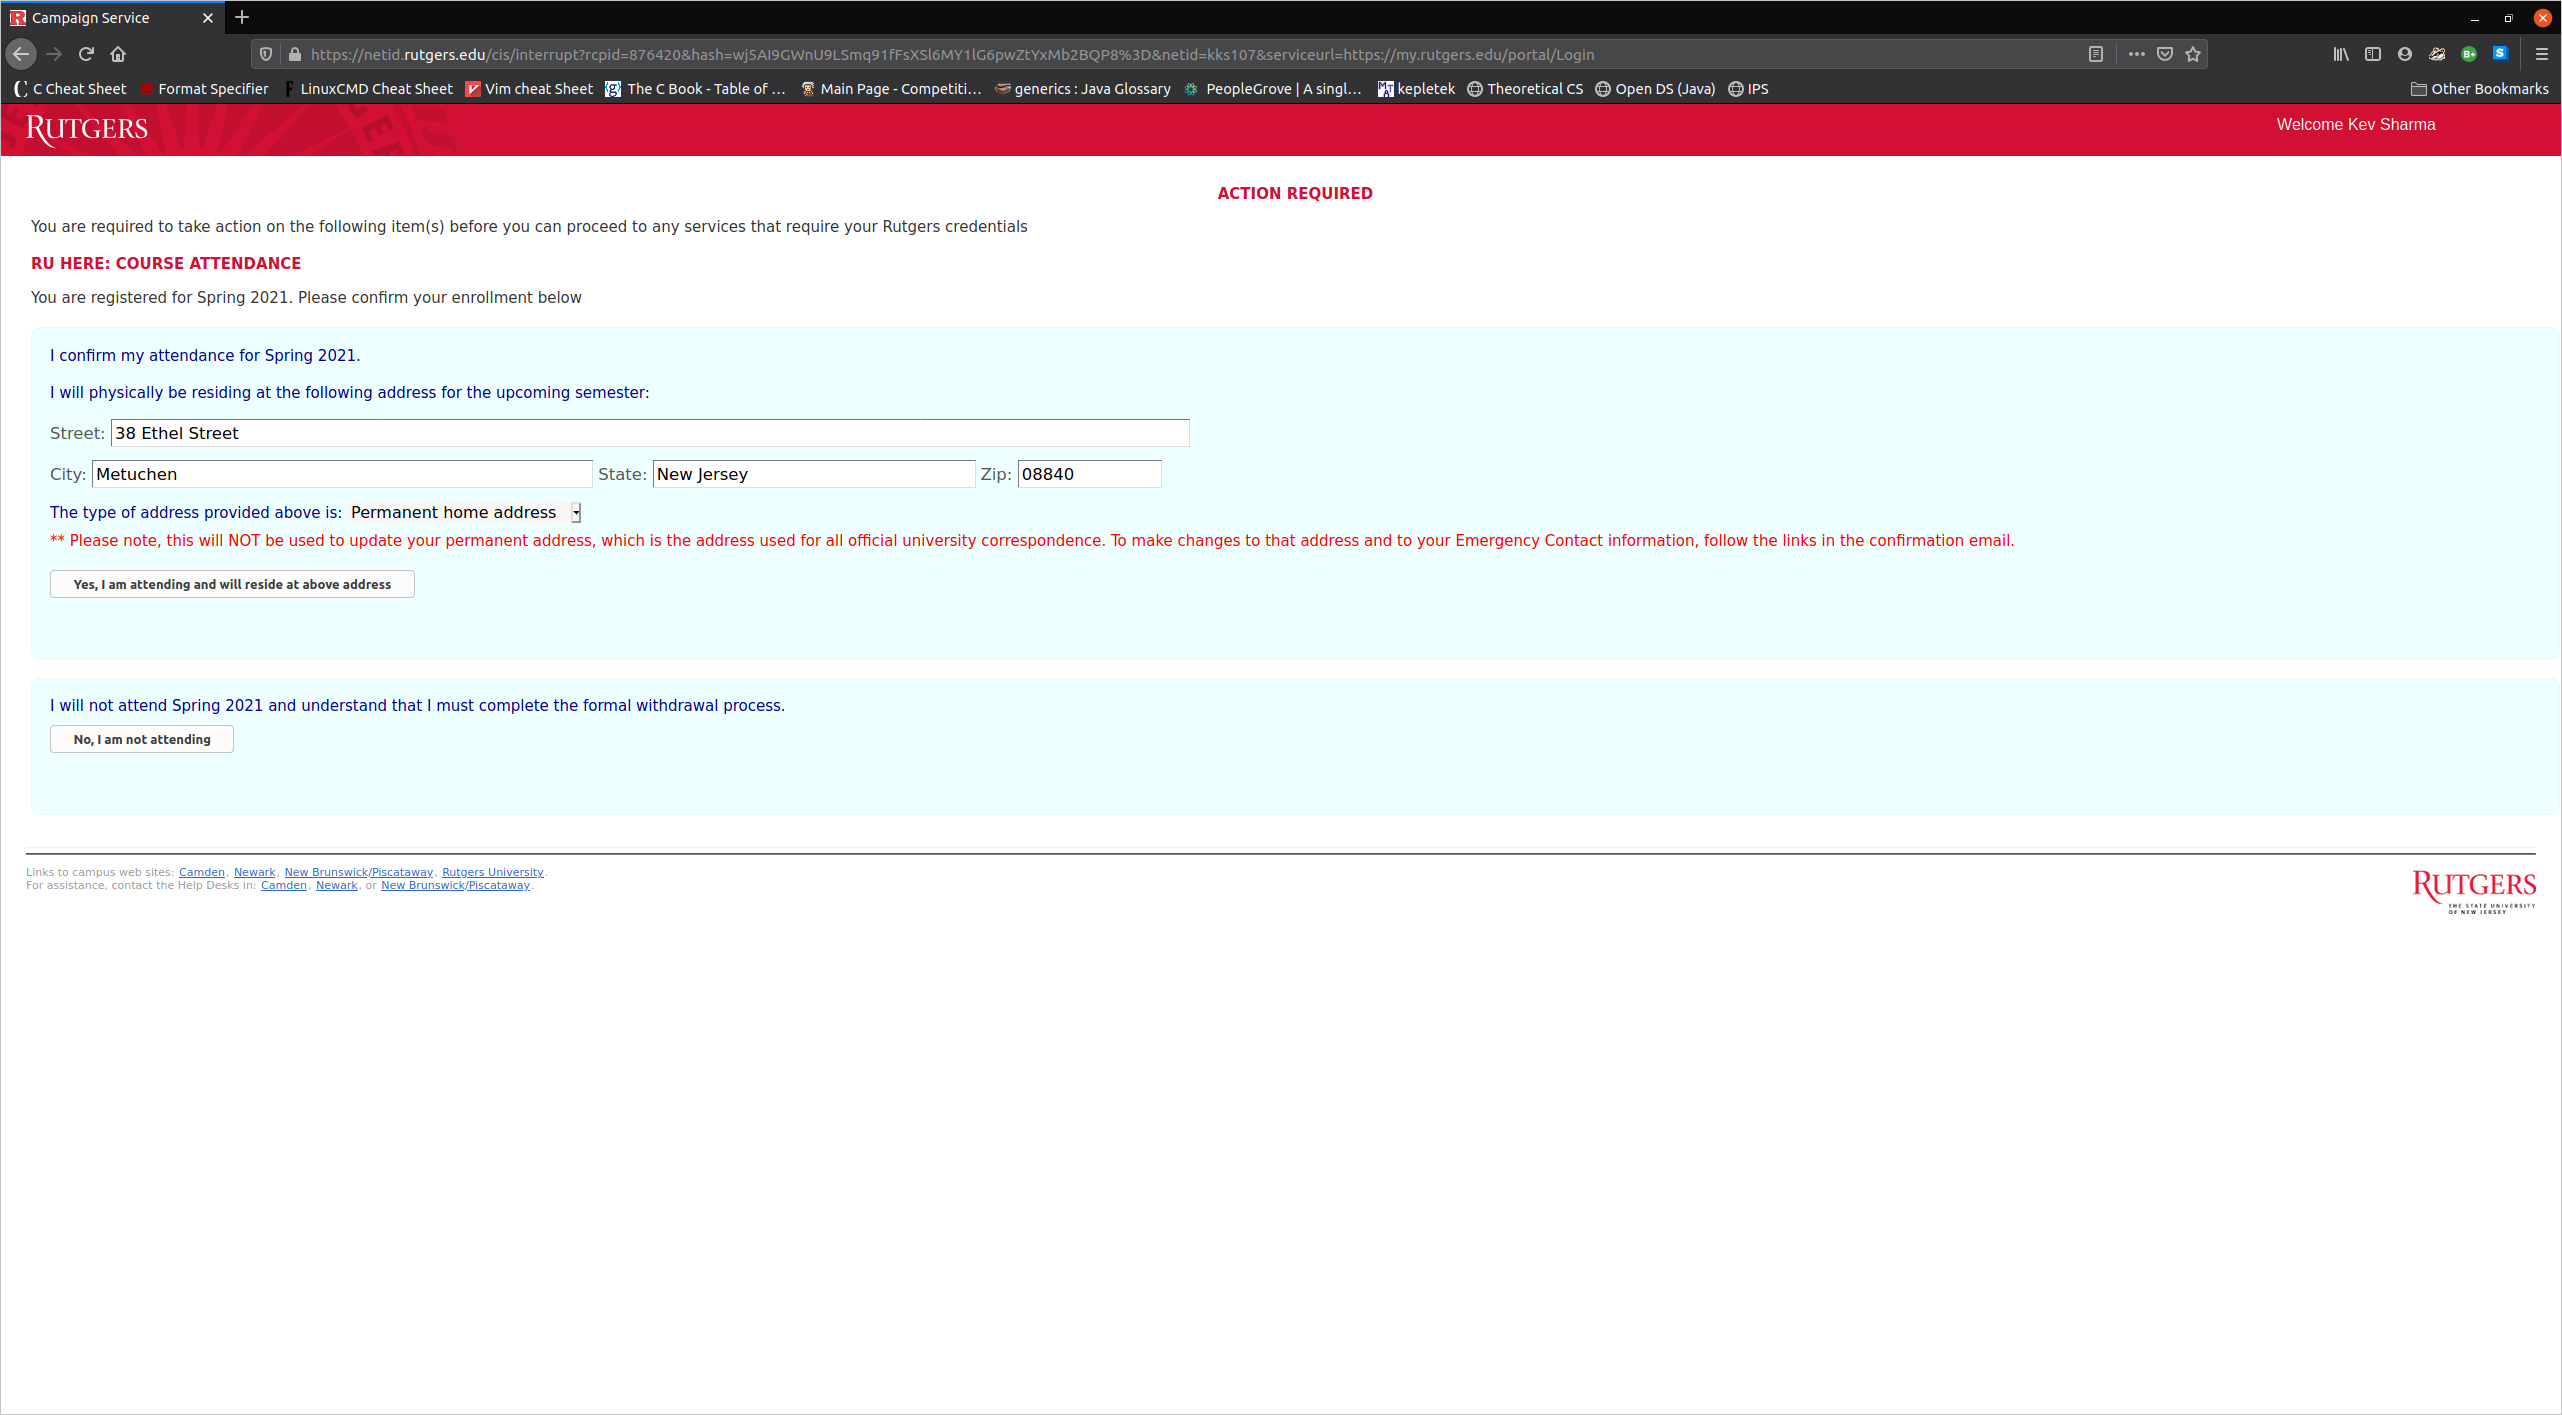 Campaign Service
https://netid.rutgers.edu/cis/interrupt?rcpid=876420&hash=wj5AI9GWnU9LSmq91fFsXSl6MY1lG6pwZtYxMb2BQP8%3D&netid=kks107&serviceurl=https://my.rutgers.edu/portal/Login
C Cheat Sheet Format Specifier LinuxCMD Cheat Sheet Vim cheat Sheet The C Book - Table of … Main Page - Competiti… generics : Java Glossary PeopleGrove | A singl… kepletek Theoretical CS Open DS (Java) IPS Other Bookmarks
RUTGERS
Welcome Kev Sharma
ACTION REQUIRED
You are required to take action on the following item(s) before you can proceed to any services that require your Rutgers credentials
RU HERE: COURSE ATTENDANCE
You are registered for Spring 2021. Please confirm your enrollment below
I confirm my attendance for Spring 2021.
I will physically be residing at the following address for the upcoming semester:
Street: 38 Ethel Street
City: Metuchen State: New Jersey Zip: 08840
The type of address provided above is: Permanent home address
** Please note, this will NOT be used to update your permanent address, which is the address used for all official university correspondence. To make changes to that address and to your Emergency Contact information, follow the links in the confirmation email.
Yes, I am attending and will reside at above address
I will not attend Spring 2021 and understand that I must complete the formal withdrawal process.
No, I am not attending
Links to campus web sites: Camden, Newark, New Brunswick/Piscataway, Rutgers University.
For assistance, contact the Help Desks in: Camden, Newark, or New Brunswick/Piscataway.
RUTGERS
THE STATE UNIVERSITY
OF NEW JERSEY